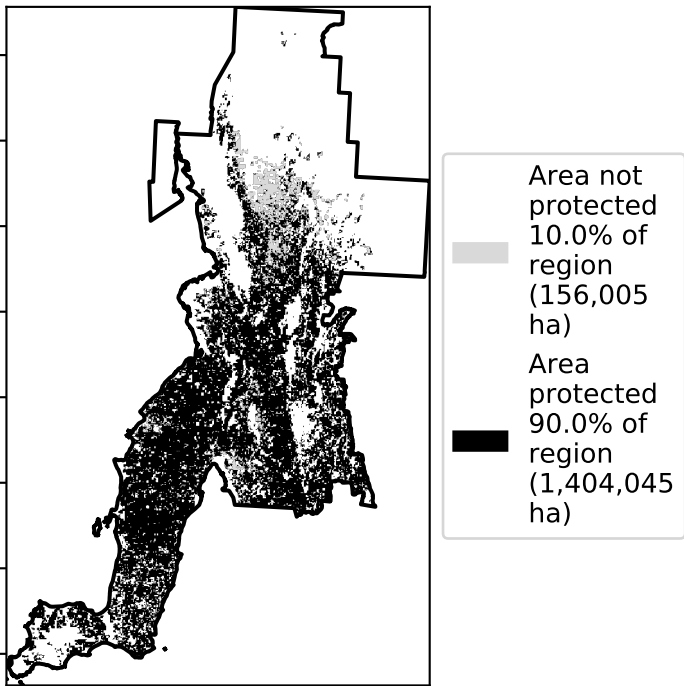 Area not
protected
10.0% of
region
(156,005
ha)
Area
protected
90.0% of
region
(1,404,045
ha)